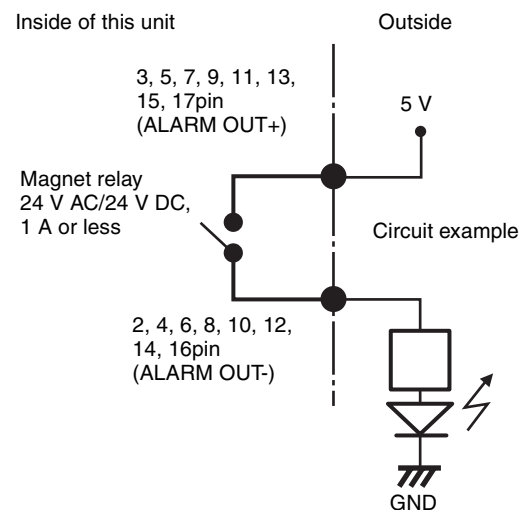 Inside of this unit
Outside
3, 5, 7, 9, 11, 13,
15, 17pin
(ALARM OUT+)
5 V
Magnet relay
24 V AC/24 V DC,
1 A or less
Circuit example
2, 4, 6, 8, 10, 12,
14, 16pin
(ALARM OUT-)
GND